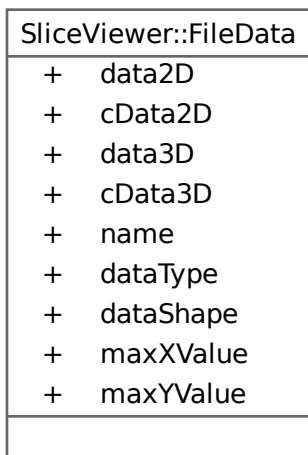 SliceViewer::FileData
+ data2D
+ cData2D
+ data3D
+ cData3D
+ name
+ dataType
+ dataShape
+ maxXValue
+ maxYValue